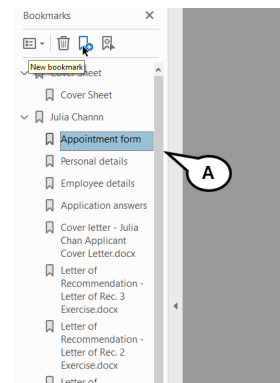 Bookmarks
New bookmark
Cover Sheet
Cover Sheet
Julia Channn
Appointment form
Personal details
Employee details
Application answers
Cover letter - Julia
Chan Applicant
Cover Letter.docx
Letter of
Recommendation -
Letter of Rec. 3
Exercise.docx
Letter of
Recommendation -
Letter of Rec. 2
Exercise.docx
Letter of
A